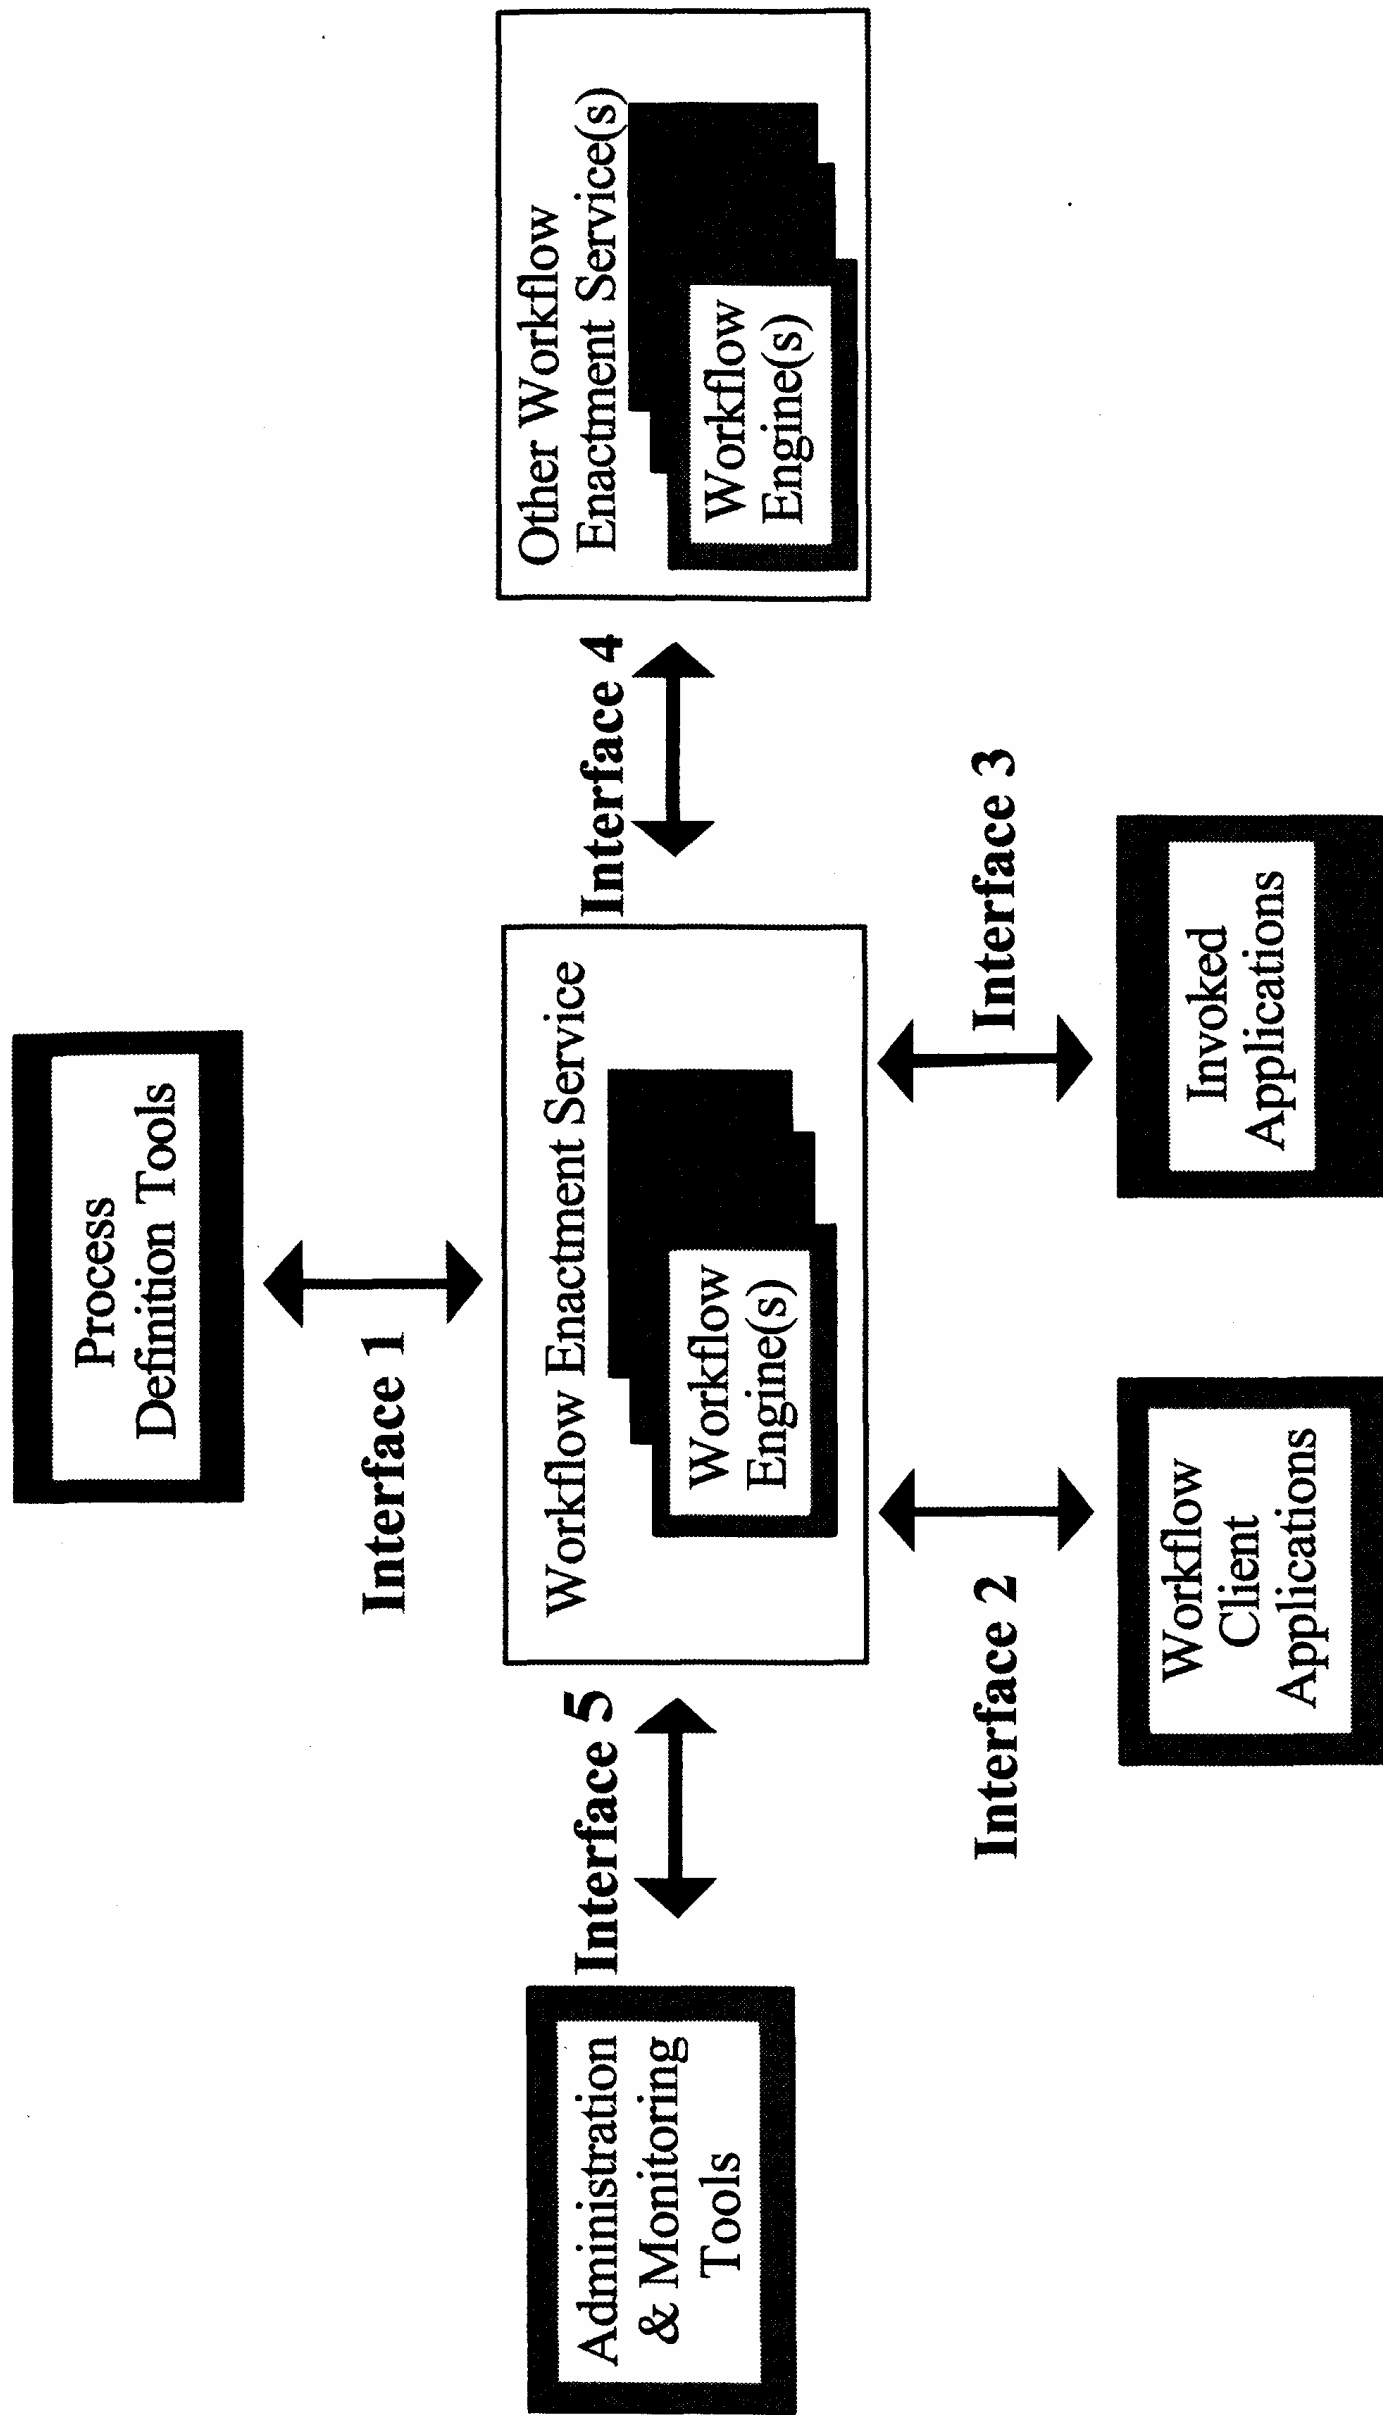 Process
Definition Tools
Interface 1
Workflow Enactment Service
Workflow
Engine(s)
Interface 5
Administration
& Monitoring
Tools
Interface 4
Other Workflow
Enactment Service(s)
Workflow
Engine(s)
Interface 2
Interface 3
Workflow
Client
Applications
Invoked
Applications